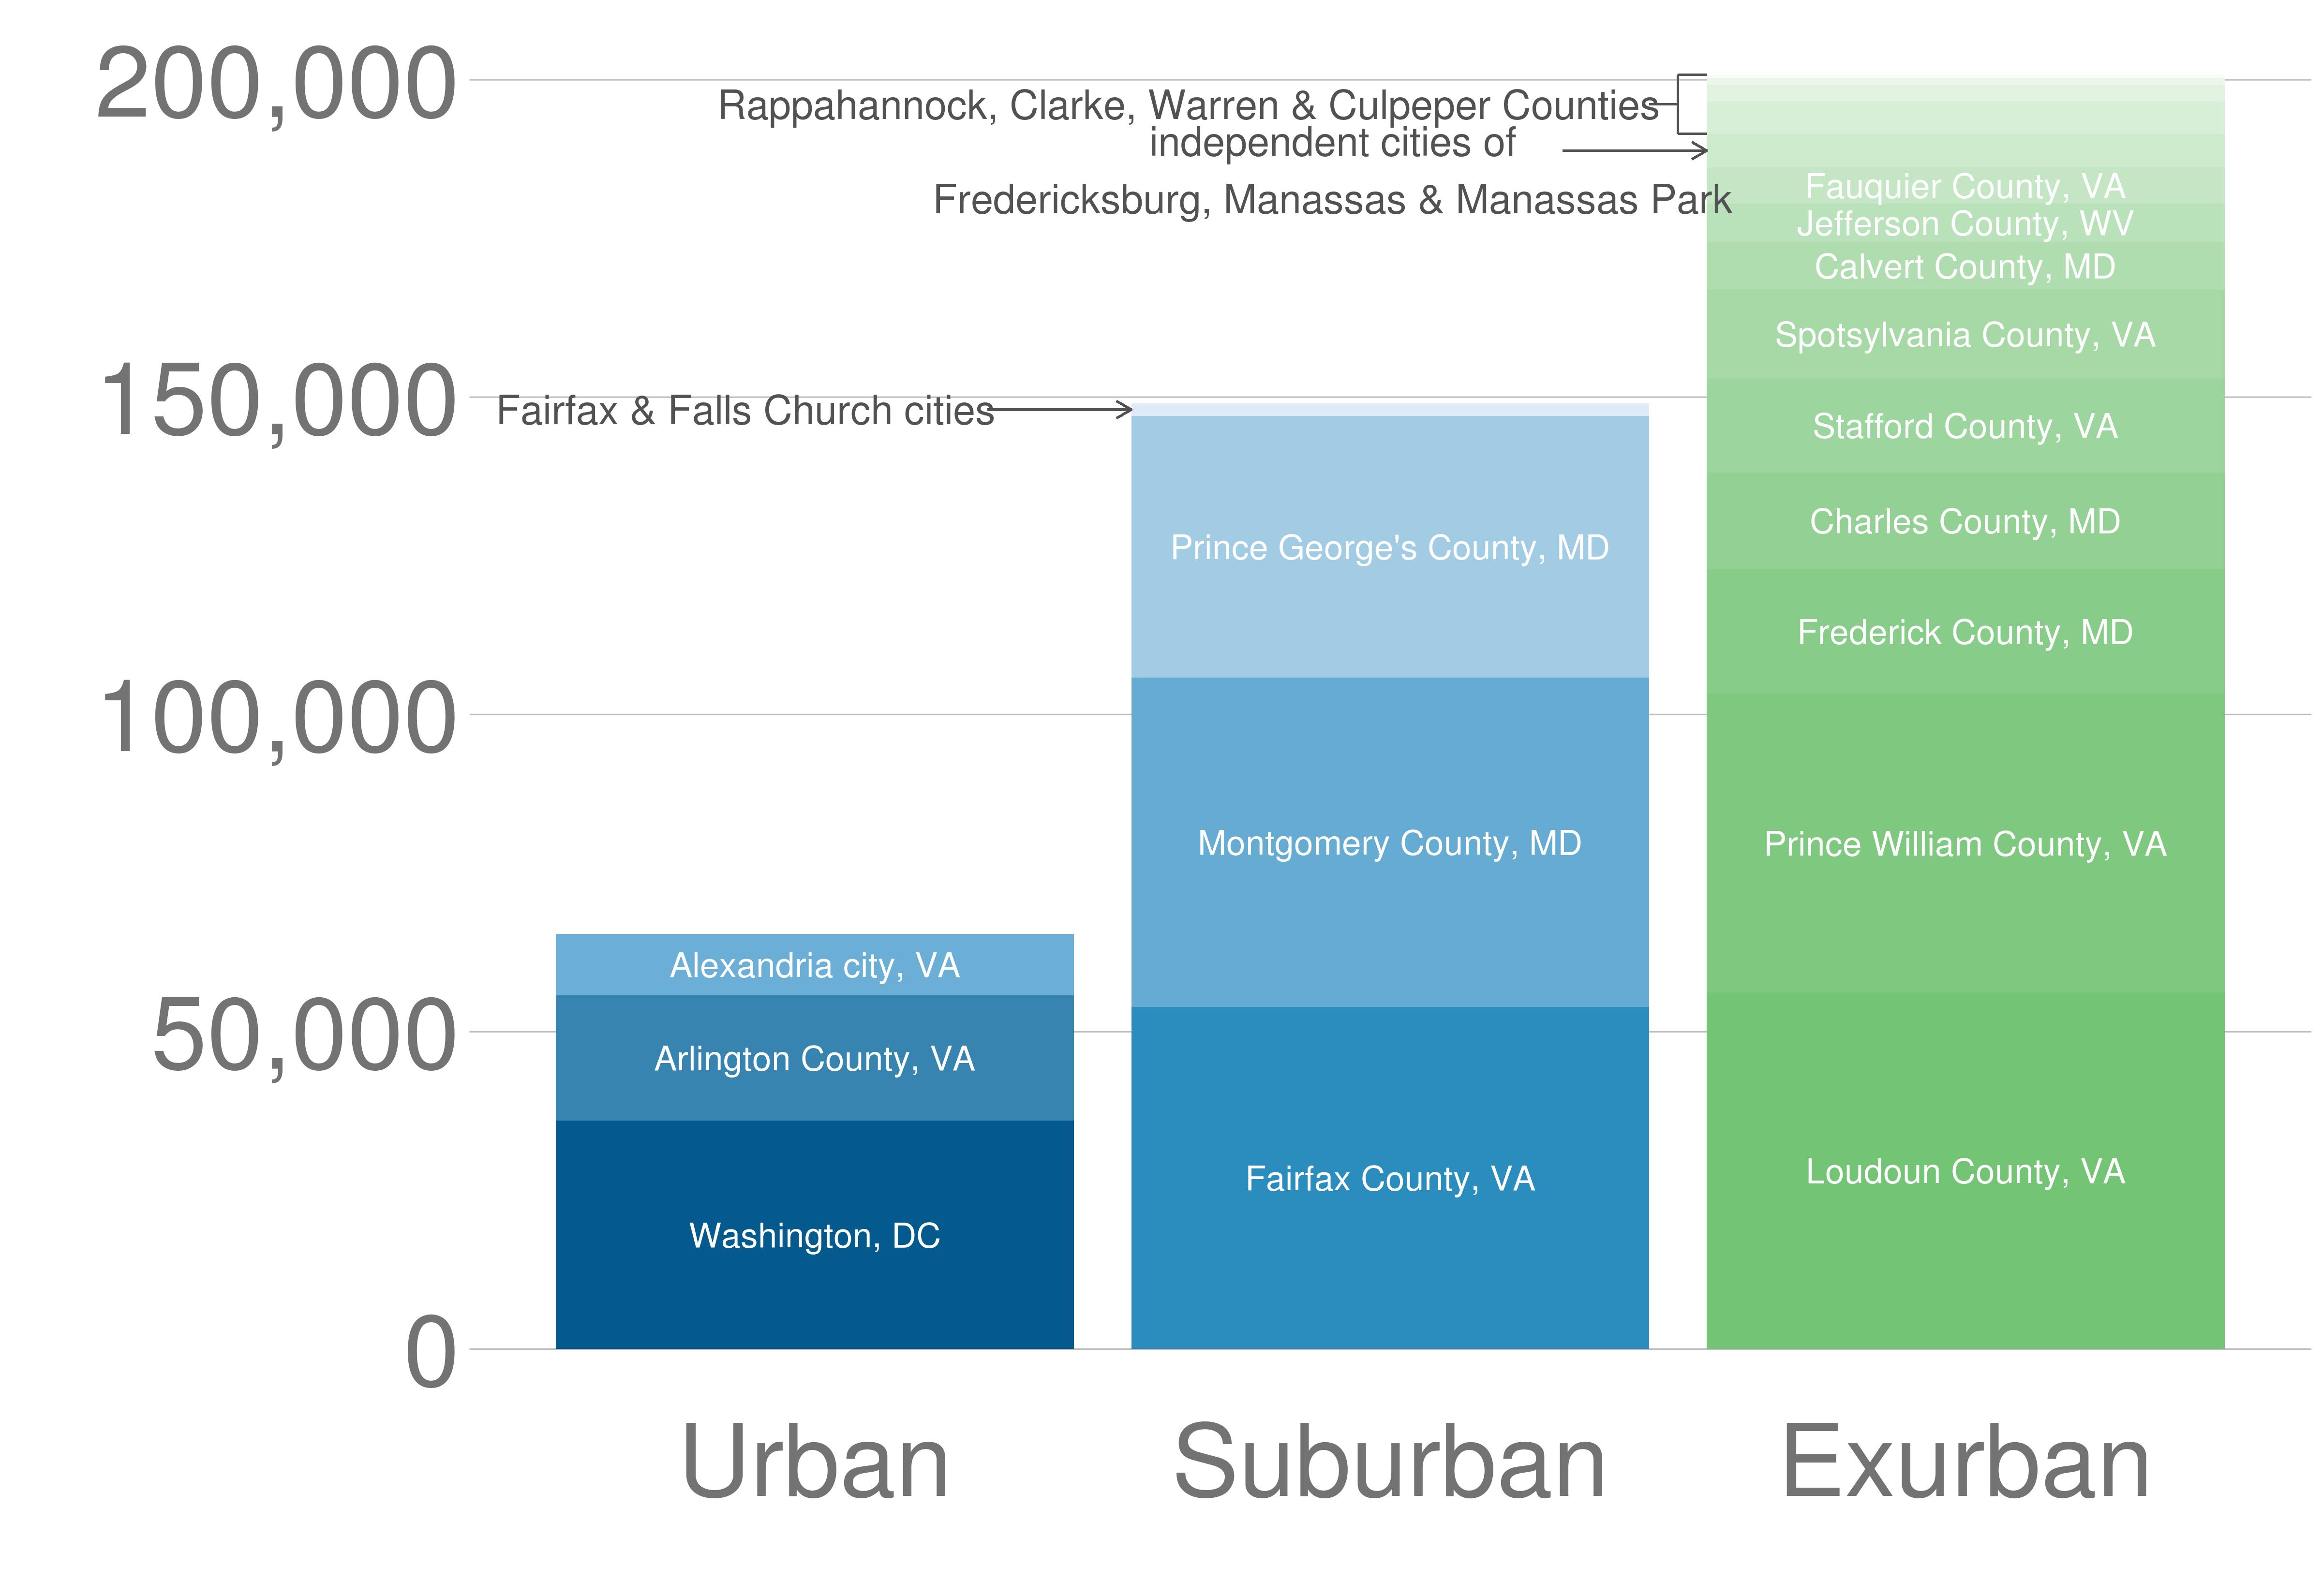 200,000
Rappahannock, Clarke, Warren & Culpeper Counties
independent cities of
Fredericksburg, Manassas & Manassas Park
Fauquier County, VA
Jefferson County, WV
Calvert County, MD
Spotsylvania County, VA
150,000
Fairfax & Falls Church cities
Stafford County, VA
Charles County, MD
Prince George's County, MD
Frederick County, MD
100,000
Montgomery County, MD
Prince William County, VA
Alexandria city, VA
50,000
Arlington County, VA
Fairfax County, VA
Loudoun County, VA
Washington, DC
0
Urban
Suburban
Exurban